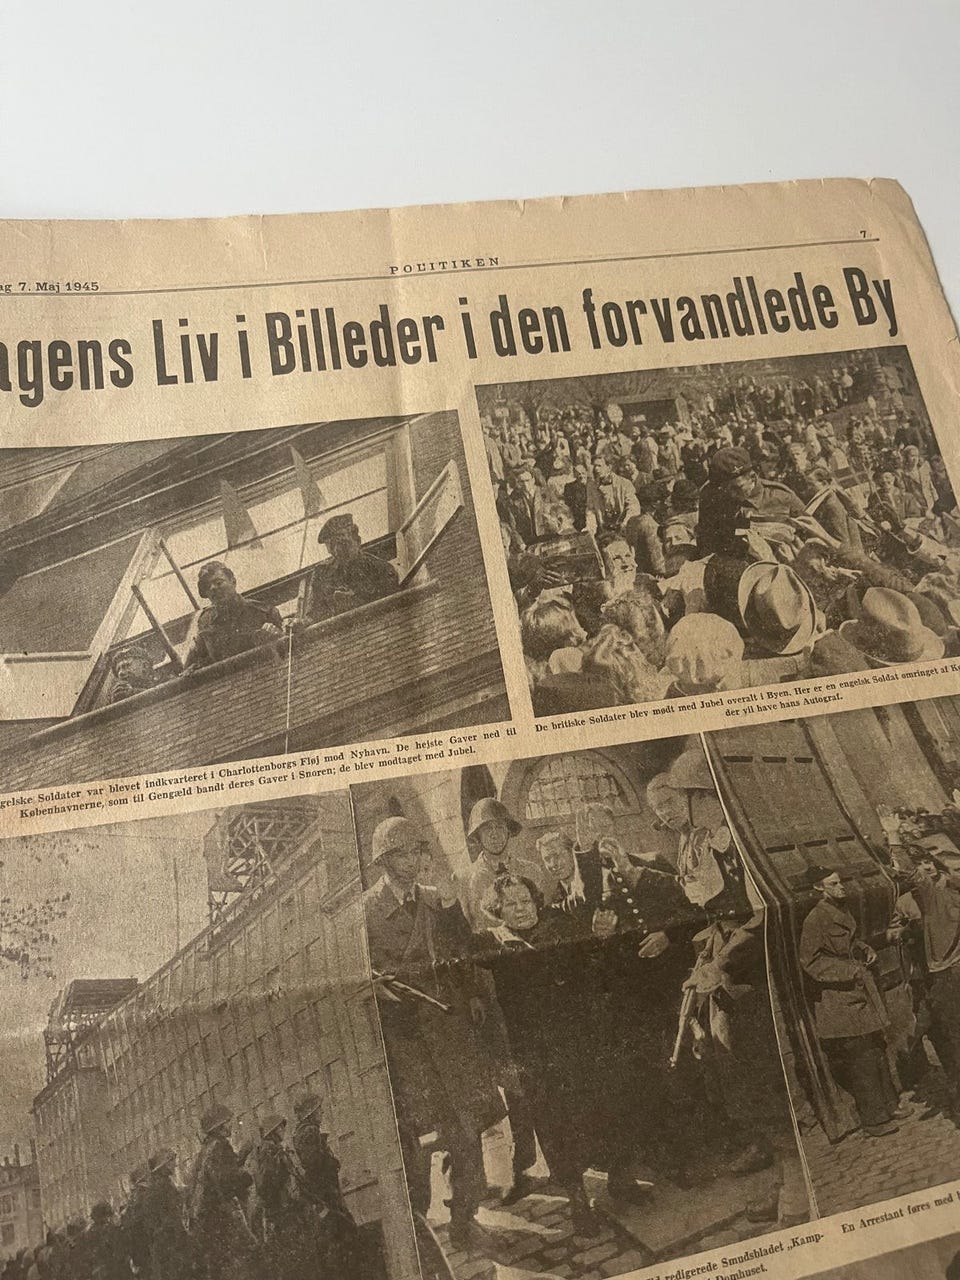 7. Maj 1945
POLITIKEN
7
agens Liv i Billeder i den forvandlede By
gelske Soldater var blevet indkvarteret i Charlottenborgs Fløj mod Nyhavn. De hejste Gaver ned til
Københavnerne, som til Gengæld bandt deres Gaver i Snoren; de blev modtaget med Jubel.
De britiske Soldater blev mødt med Jubel overalt i Byen. Her er en engelsk Soldat omringet af
der vil have hans Autograf.
redigerede Smudsbladet „Kamp-
Domhuset.
En Arrestant føres med